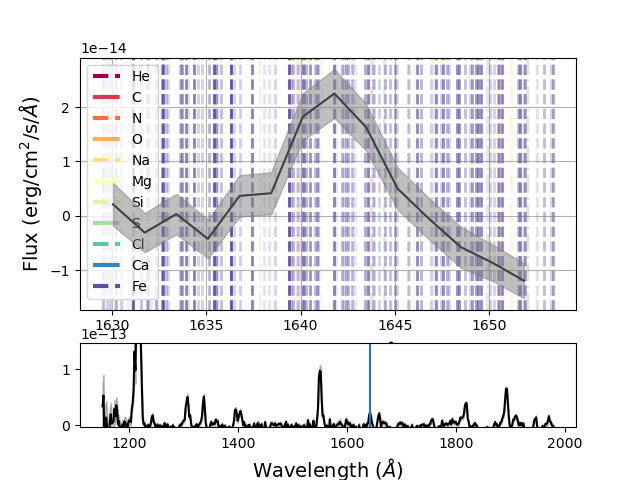 1e−14
Flux (erg/cm²/s/Å)
2
1
0
−1
He
C
N
O
Na
Mg
Si
S
Cl
Ca
Fe
1630
1635
1640
1645
1650
1e−13
1
0
1200
1400
1600
1800
2000
Wavelength (Å)